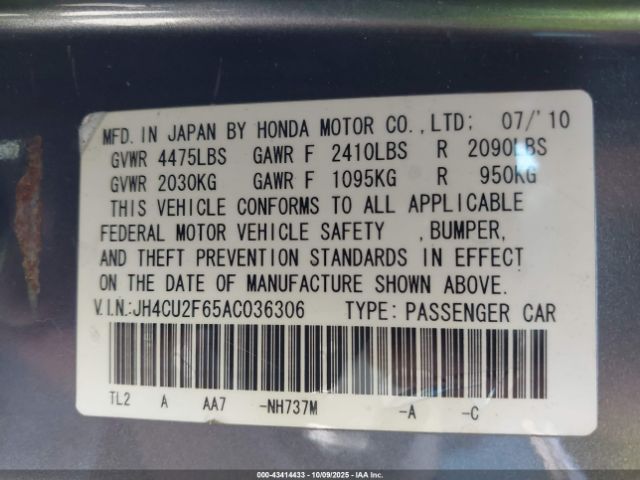 MFD. IN JAPAN BY HONDA MOTOR CO., LTD; 07/'10
GVWR 4475LBS GAWR F 2410LBS R 2090LBS
GVWR 2030KG GAWR F 1095KG R 950KG
THIS VEHICLE CONFORMS TO ALL APPLICABLE
FEDERAL MOTOR VEHICLE SAFETY , BUMPER,
AND THEFT PREVENTION STANDARDS IN EFFECT
ON THE DATE OF MANUFACTURE SHOWN ABOVE.
V.I.N.:JH4CU2F65AC036306 TYPE: PASSENGER CAR
TL2 A AA7 -NH737M -A -C
000-43414433 | 10/09/2025 - IAA Inc.